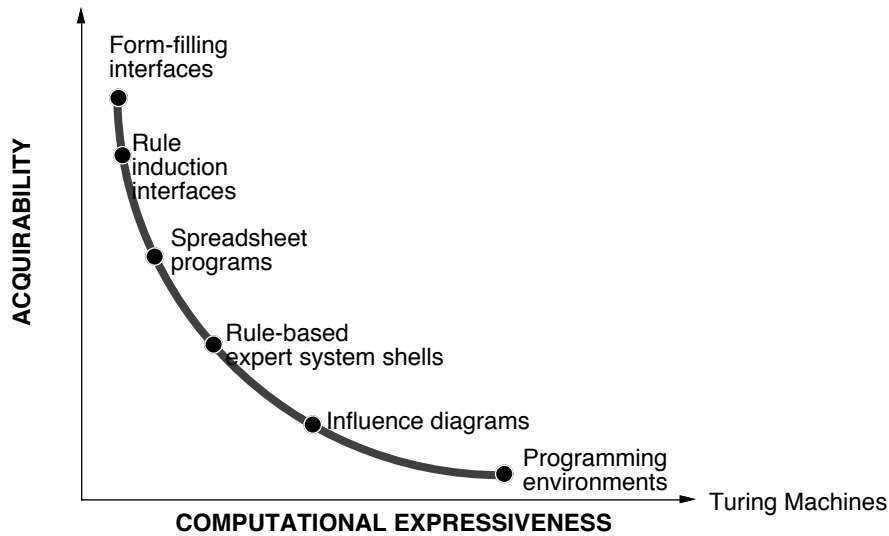 Form-filling
interfaces
Rule
induction
interfaces
Spreadsheet
programs
Rule-based
expert system shells
Influence diagrams
Programming
environments
ACQUIRABILITY
Turing Machines
COMPUTATIONAL EXPRESSIVENESS